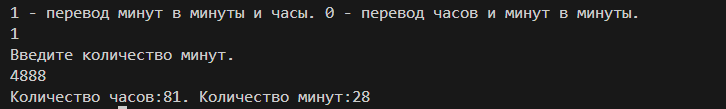 1 - перевод минут в минуты и часы. 0 - перевод часов и минут в минуты.
1
Введите количество минут.
4888
Количество часов:81. Количество минут:28